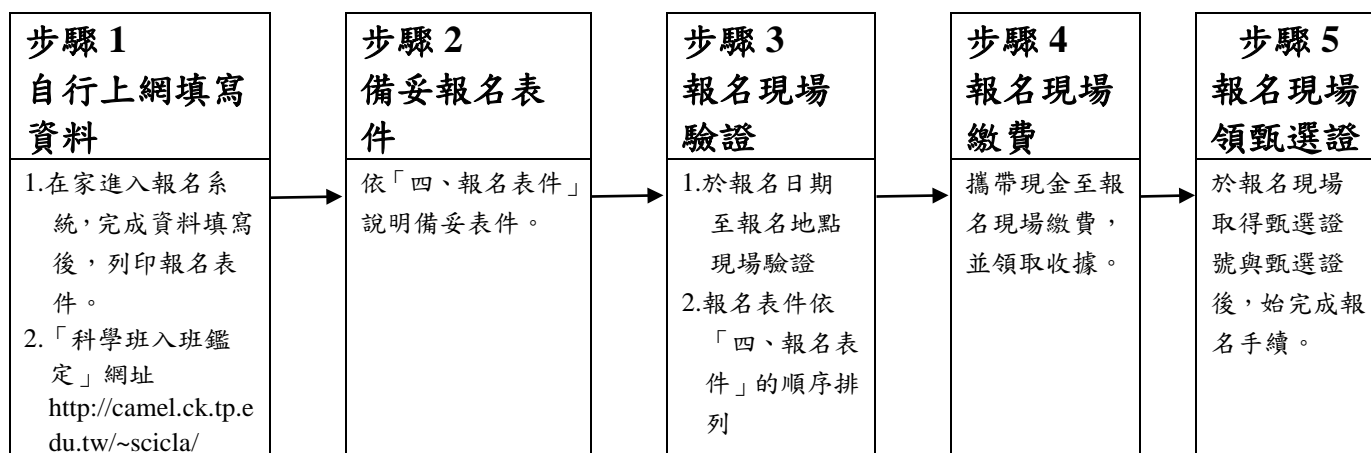 步驟 1
自行上網填寫
資料
1.在家進入報名系
統，完成資料填寫
後，列印報名表
件。
2.「科學班入班鑑
定」網址
http://camel.ck.tp.e
du.tw/~scicla/
步驟 2
備妥報名表
件
依「四、報名表件」
說明備妥表件。
步驟 3
報名現場
驗證
1.於報名日期
至報名地點
現場驗證
2.報名表件依
「四、報名表
件」的順序排
列
步驟 4
報名現場
繳費
攜帶現金至報
名現場繳費，
並領取收據。
步驟 5
報名現場
領甄選證
於報名現場
取得甄選證
號與甄選證
後，始完成報
名手續。